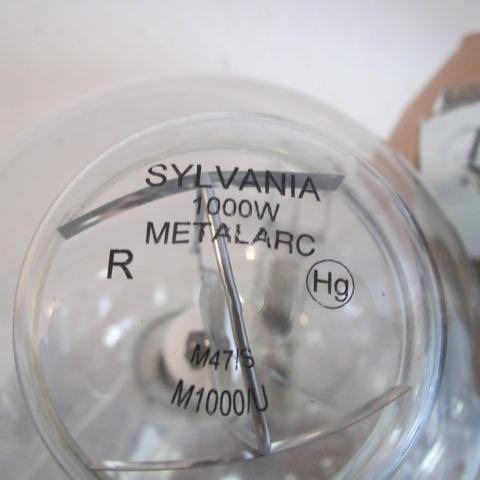 SYLVANIA
1000W
METALARC
R
Hg
M47/S
M1000/U